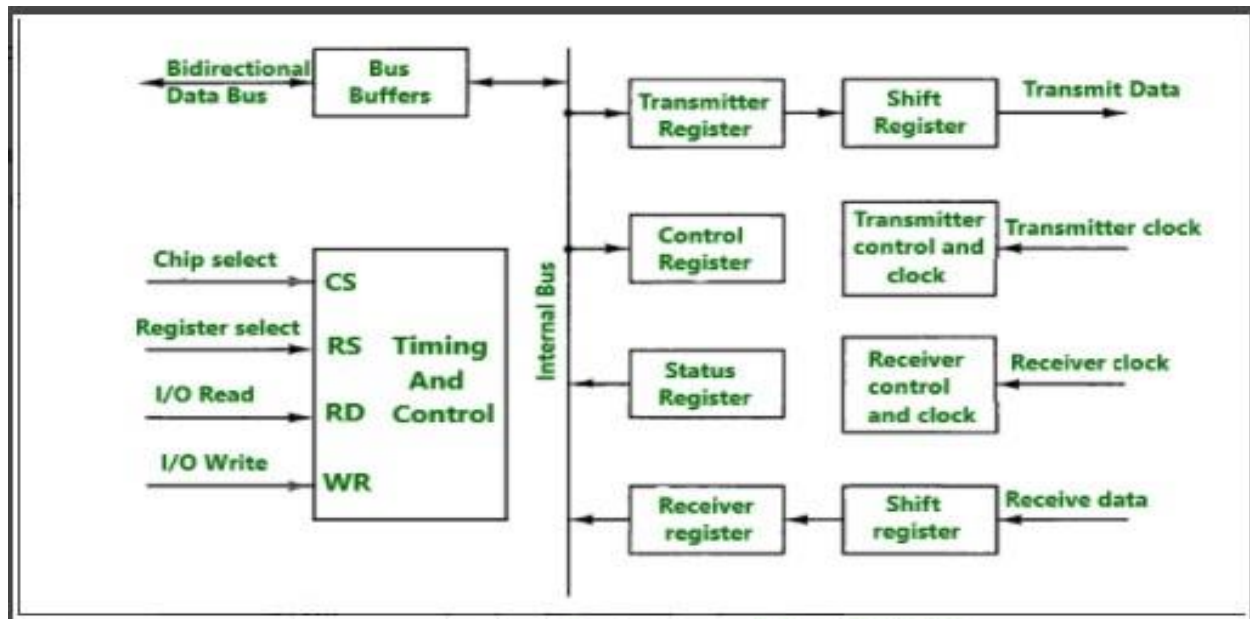 Bidirectional
Data Bus
Bus
Buffers
Transmitter
Register
Shift
Register
Transmit Data
Control
Register
Transmitter
control and
clock
Transmitter clock
Chip select
CS
Register select
RS
Timing
And
Control
I/O Read
RD
I/O Write
WR
Internal Bus
Status
Register
Receiver
control
and clock
Receiver clock
Receiver
register
Shift
register
Receive data